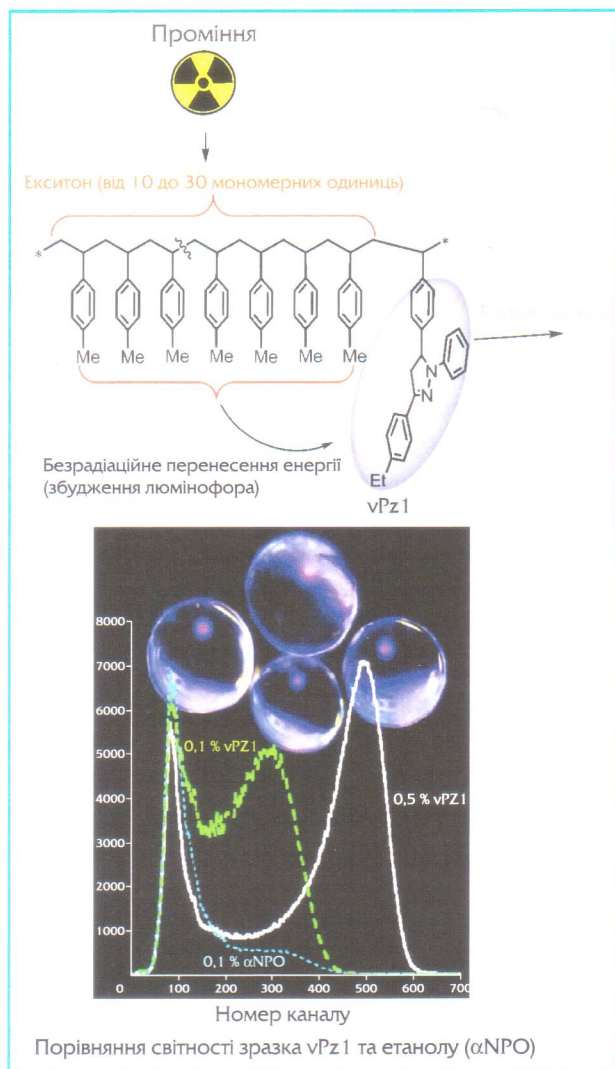 Проміння
Екситон (від 10 до 30 мономерних одиниць)
*
*
Me
Me
Me
Me
Me
Me
Me
N
N
Et
Безрадіаційне перенесення енергії
(збудження люмінофора)
vPz1
8000
7000
6000
5000
4000
3000
2000
1000
0,1 % vPZ1
0,5 % vPZ1
0,1 % αNPO
0 100 200 300 400 500 600 700
Номер каналу
Порівняння світності зразка vPz1 та етанолу (αNPO)